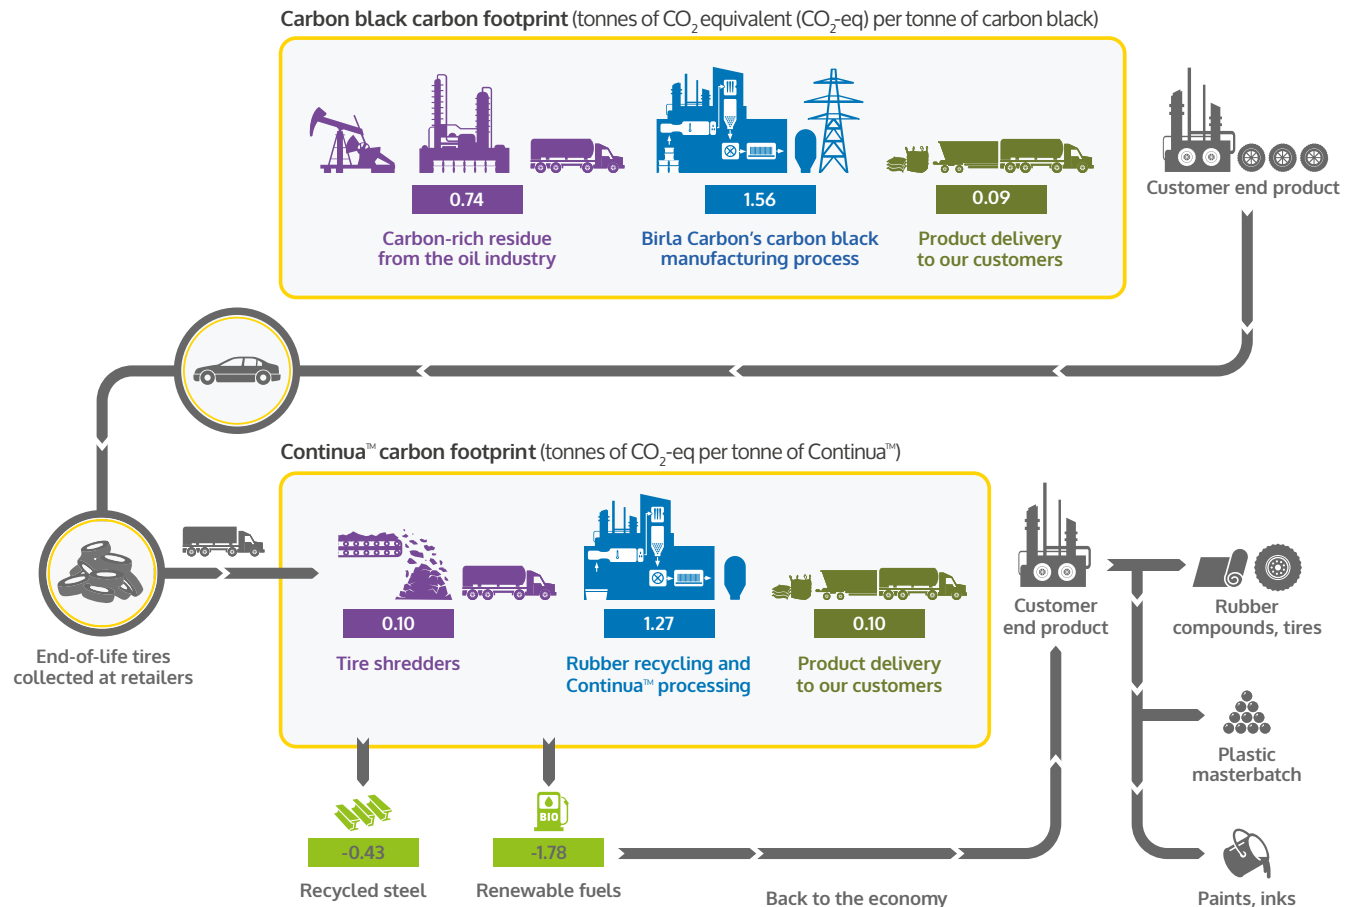 Carbon black carbon footprint (tonnes of CO2 equivalent (CO2-eq) per tonne of carbon black)
0.74
1.56
0.09
Carbon-rich residue
from the oil industry
Birla Carbon's carbon black
manufacturing process
Product delivery
to our customers
Customer end product
Continua™ carbon footprint (tonnes of CO2-eq per tonne of Continua™)
0.10
1.27
0.10
Tire shredders
Rubber recycling and
Continua™ processing
Product delivery
to our customers
End-of-life tires
collected at retailers
Customer
end product
Rubber
compounds, tires
Plastic
masterbatch
BIO
-0.43
-1.78
Recycled steel
Renewable fuels
Back to the economy
Paints, inks